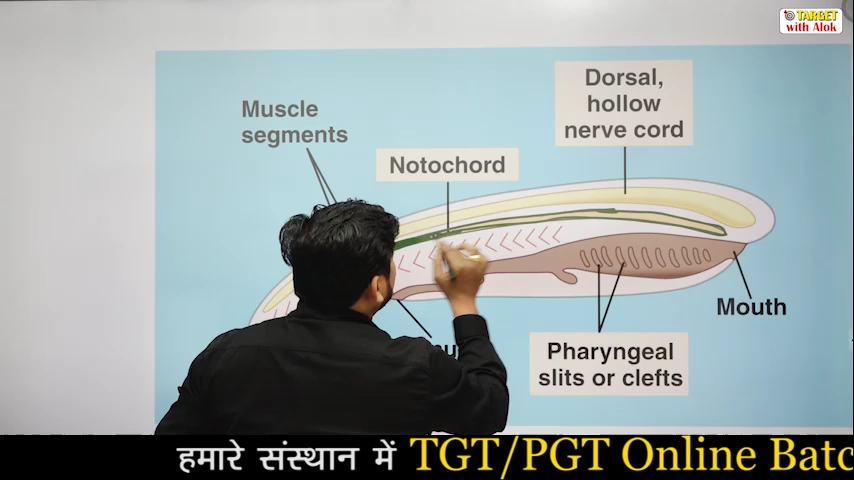 TARGET
with Alok
Dorsal,
hollow
nerve cord
Muscle
segments
Notochord
Mouth
Pharyngeal
slits or clefts
हमारे संस्थान में TGT/PGT Online Batc